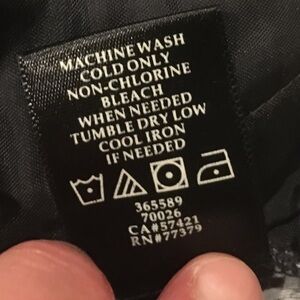 MACHINE WASH
COLD ONLY
NON-CHLORINE
BLEACH
WHEN NEEDED
TUMBLE DRY LOW
COOL IRON
IF NEEDED
365589
70026
CA#57421
RN#77379